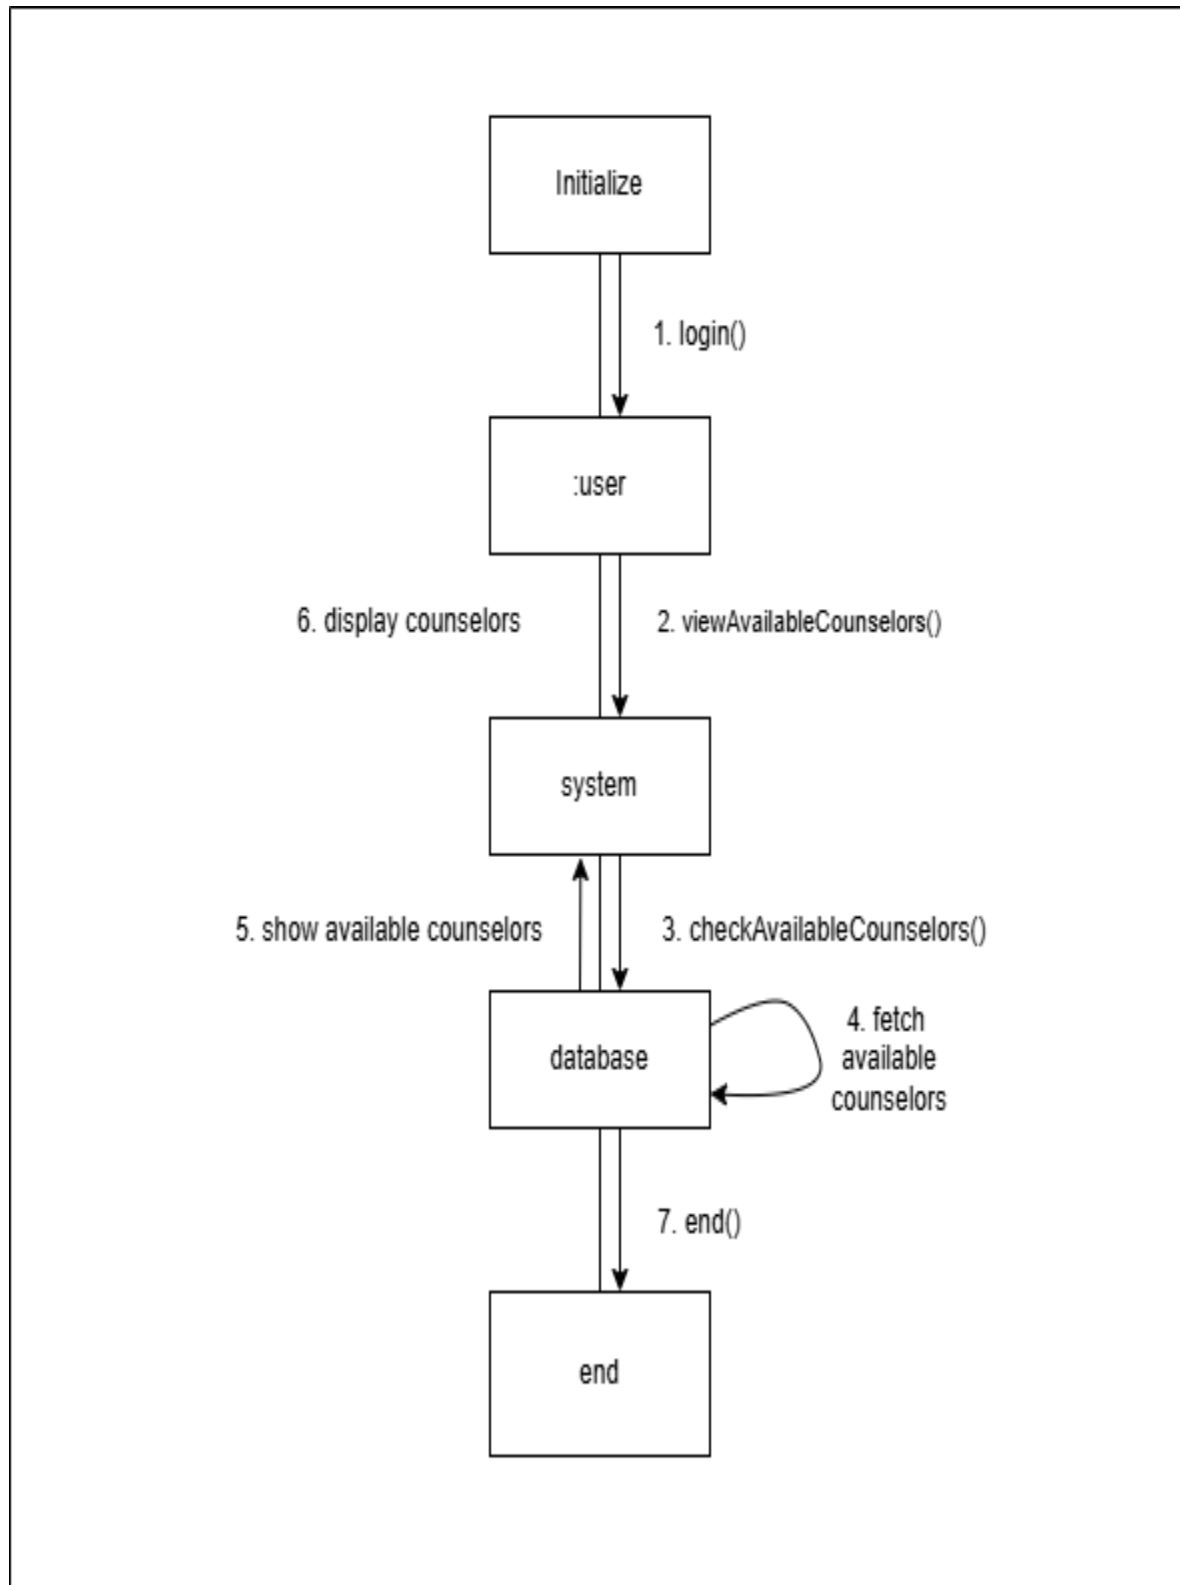 Initialize
1. login()
:user
6. display counselors
2. viewAvailableCounselors()
system
5. show available counselors
3. checkAvailableCounselors()
database
4. fetch
available
counselors
7. end()
end